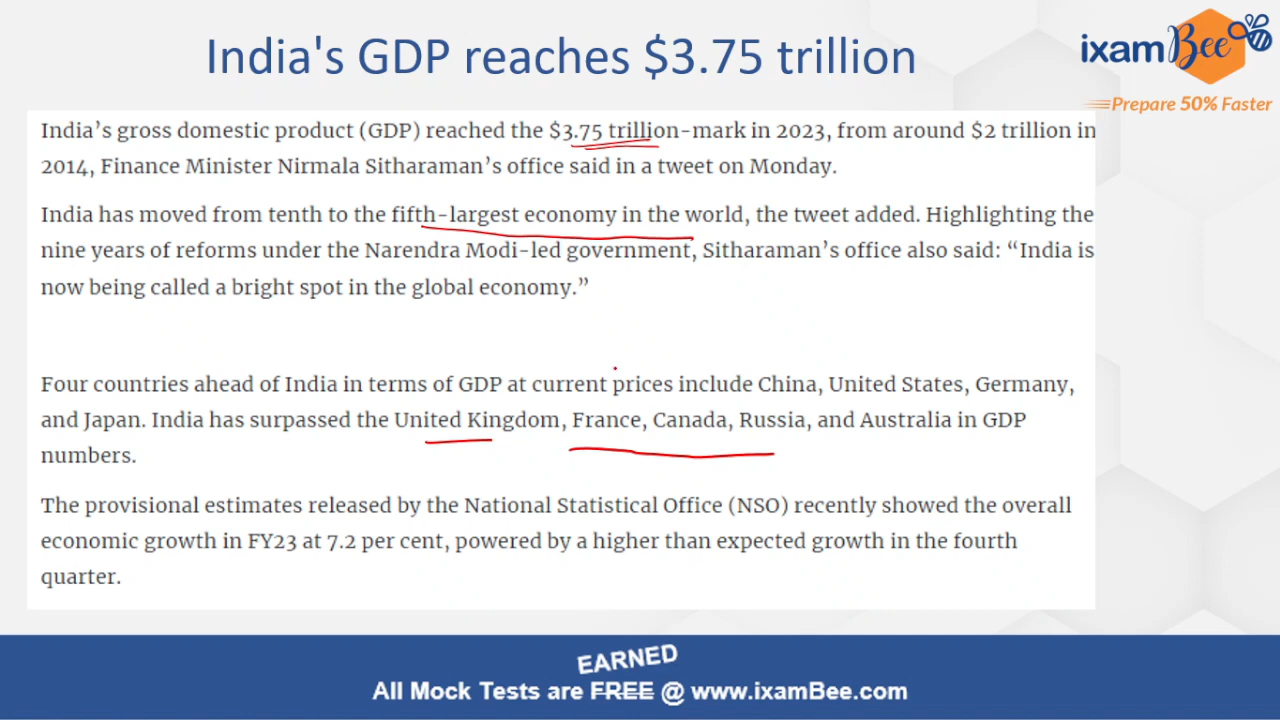 India's GDP reaches $3.75 trillion
ixamBee
Prepare 50% Faster
India’s gross domestic product (GDP) reached the $3.75 trillion-mark in 2023, from around $2 trillion in
2014, Finance Minister Nirmala Sitharaman’s office said in a tweet on Monday.
India has moved from tenth to the fifth-largest economy in the world, the tweet added. Highlighting the
nine years of reforms under the Narendra Modi-led government, Sitharaman’s office also said: “India is
now being called a bright spot in the global economy.”
Four countries ahead of India in terms of GDP at current prices include China, United States, Germany,
and Japan. India has surpassed the United Kingdom, France, Canada, Russia, and Australia in GDP
numbers.
The provisional estimates released by the National Statistical Office (NSO) recently showed the overall
economic growth in FY23 at 7.2 per cent, powered by a higher than expected growth in the fourth
quarter.
EARNED
All Mock Tests are FREE @ www.ixamBee.com